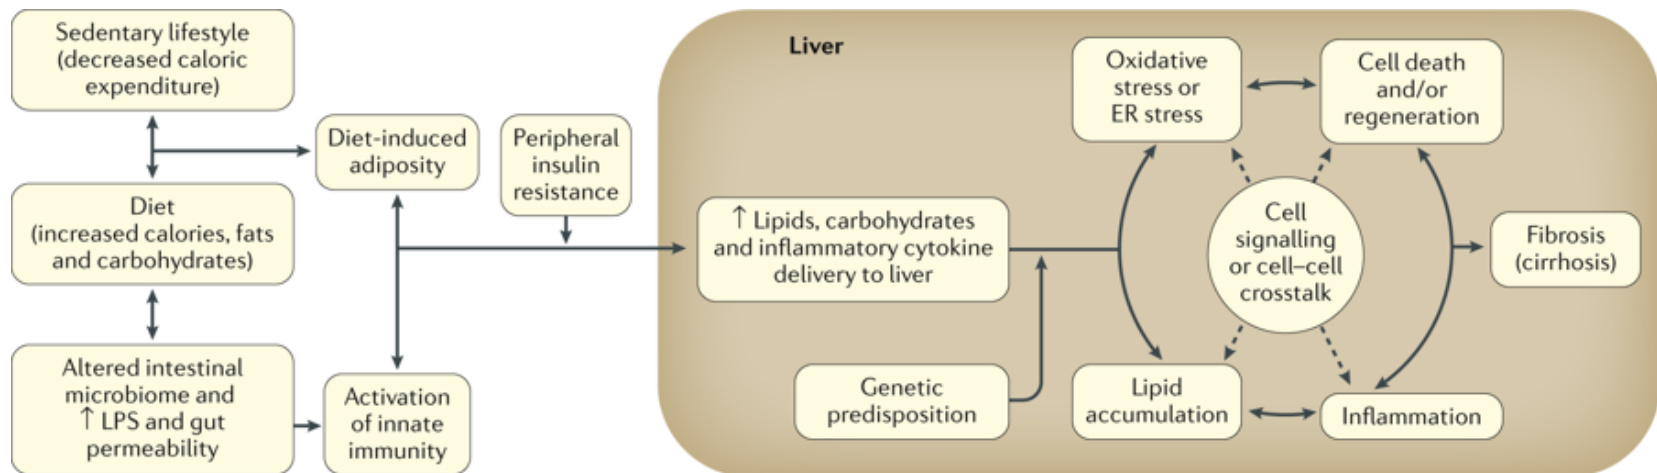 Sedentary lifestyle
(decreased caloric
expenditure)
Diet
(increased calories, fats
and carbohydrates)
Altered intestinal
microbiome and
↑ LPS and gut
permeability
Diet-induced
adiposity
Activation
of innate
immunity
Peripheral
insulin
resistance
Liver
↑ Lipids, carbohydrates
and inflammatory cytokine
delivery to liver
Genetic
predisposition
Oxidative
stress or
ER stress
Cell death
and/or
regeneration
Cell
signalling
or cell–cell
crosstalk
Lipid
accumulation
Inflammation
Fibrosis
(cirrhosis)